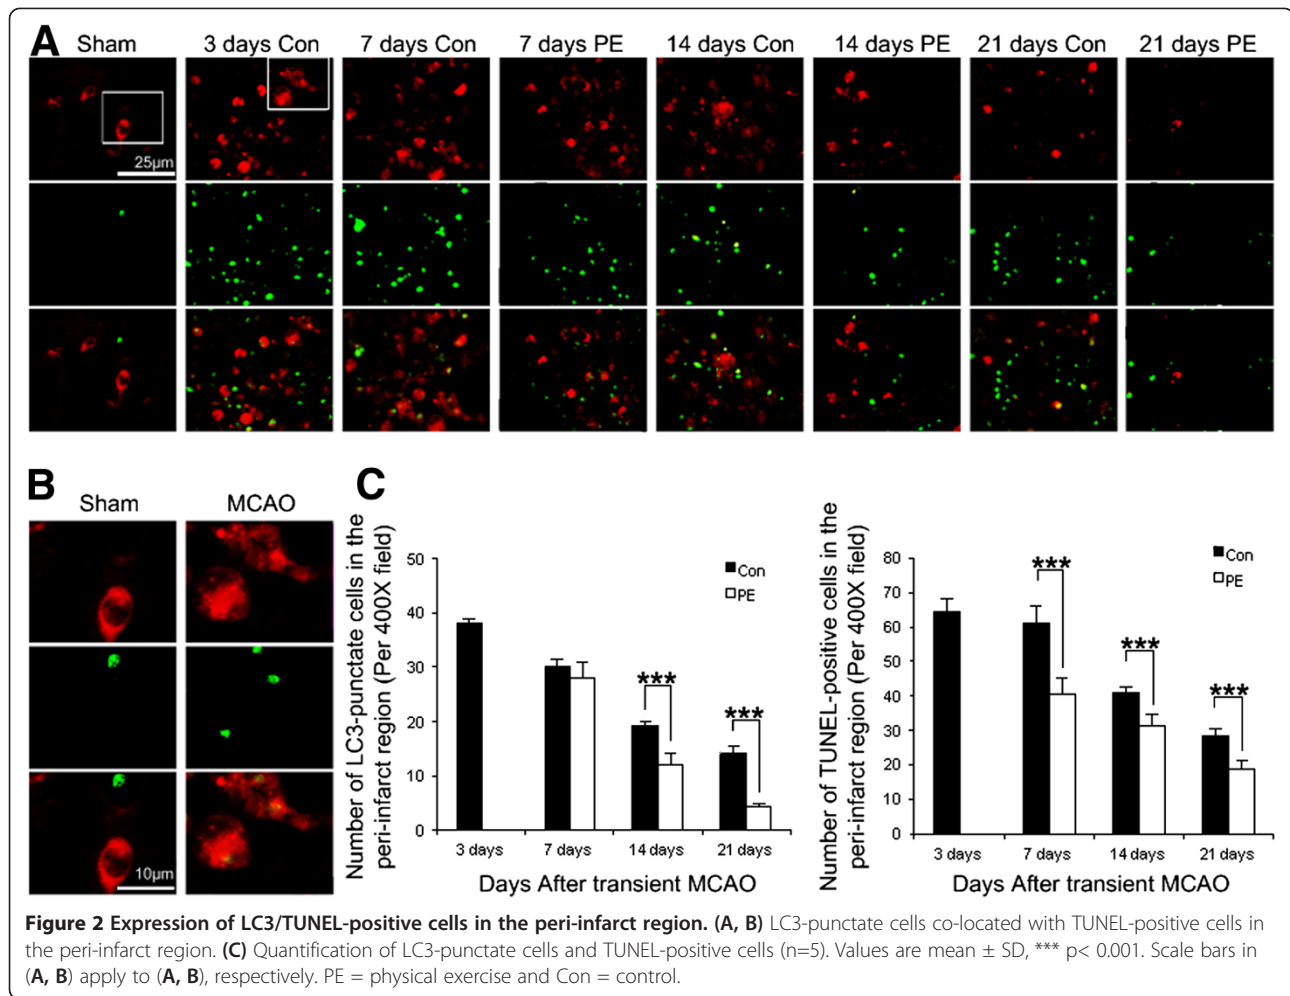 A
Sham
3 days Con
7 days Con
7 days PE
14 days Con
14 days PE
21 days Con
21 days PE
25µm
B
Sham
MCAO
10µm
C
Number of LC3-punctate cells in the
peri-infarct region (Per 400X field)
50
40
30
20
10
0
Con
PE
***
***
3 days
7 days
14 days
21 days
Days After transient MCAO
Number of TUNEL-positive cells in the
peri-infarct region (Per 400X field)
80
70
60
50
40
30
20
10
0
Con
PE
***
***
***
3 days
7 days
14 days
21 days
Days After transient MCAO
Figure 2 Expression of LC3/TUNEL-positive cells in the peri-infarct region. (A, B) LC3-punctate cells co-located with TUNEL-positive cells in
the peri-infarct region. (C) Quantification of LC3-punctate cells and TUNEL-positive cells (n=5). Values are mean ± SD, *** p< 0.001. Scale bars in
(A, B) apply to (A, B), respectively. PE = physical exercise and Con = control.